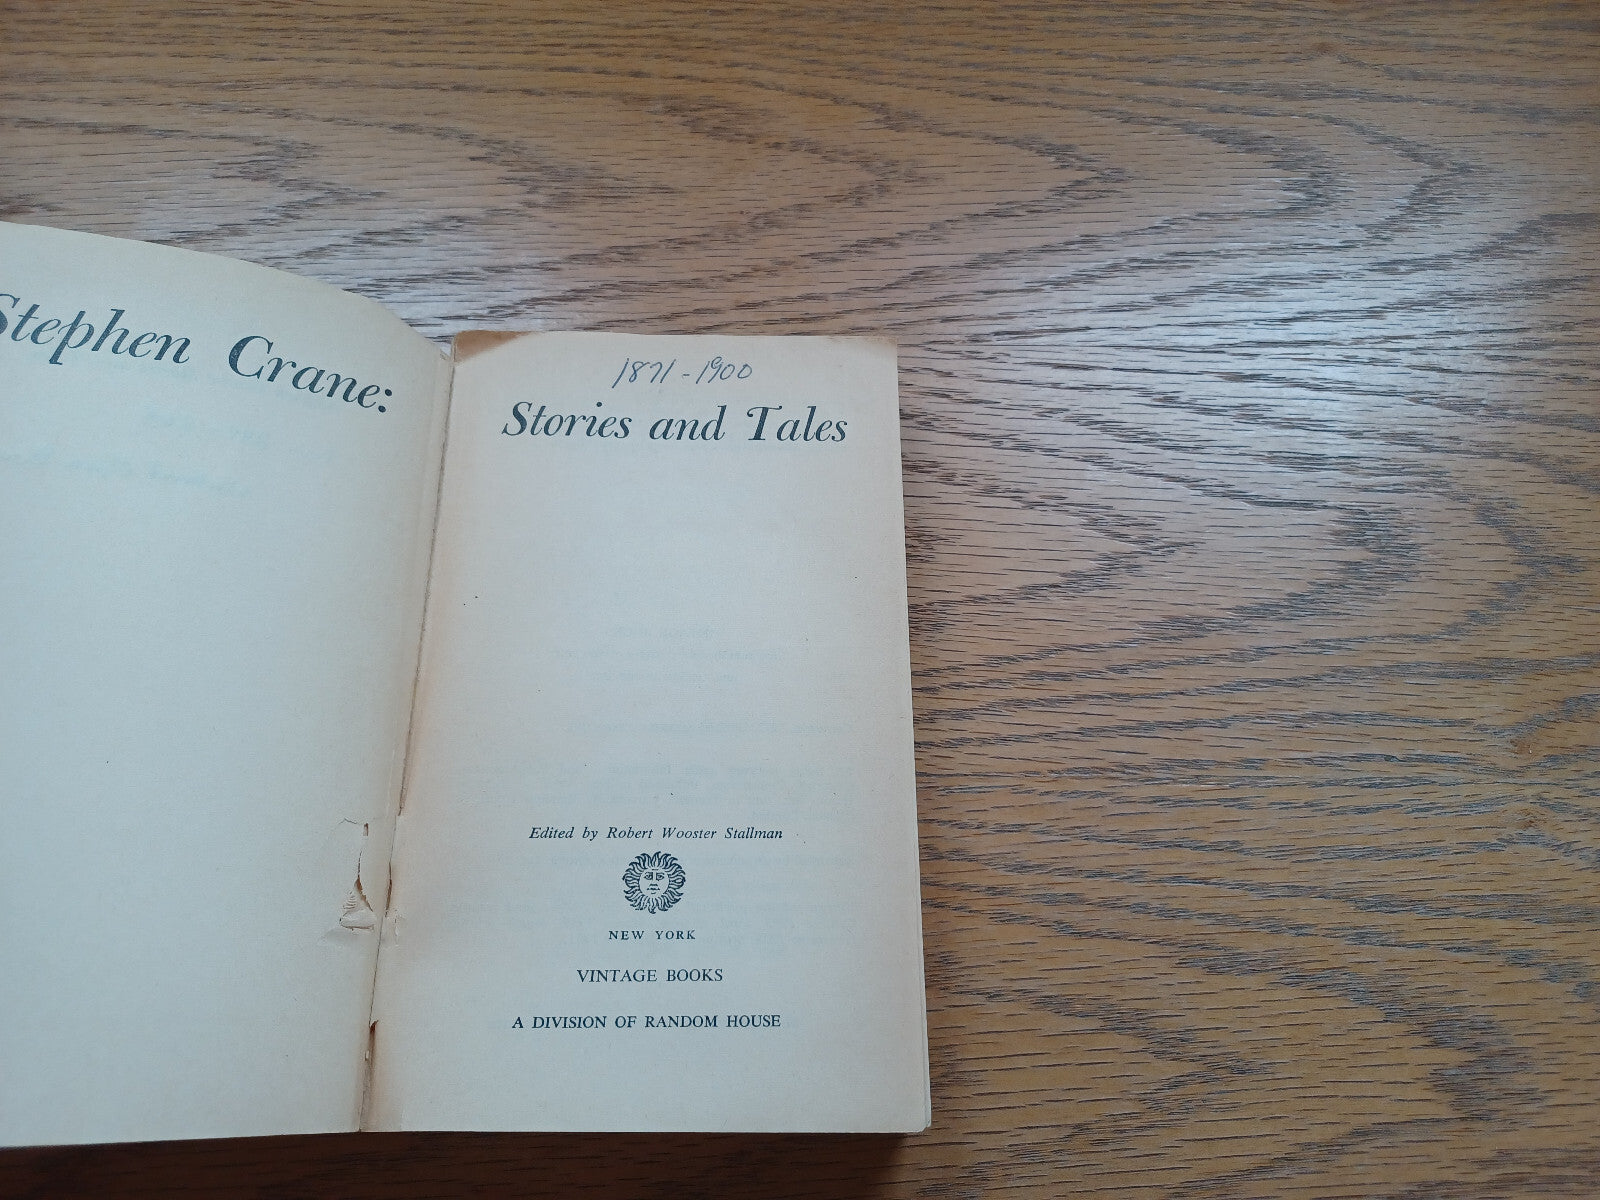 Stephen Crane:
1871-1900
Stories and Tales
Edited by Robert Wooster Stallman
NEW YORK
VINTAGE BOOKS
A DIVISION OF RANDOM HOUSE